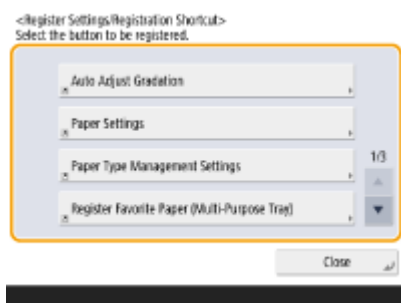 <Register Settings/Registration Shortcut>
Select the button to be registered.
Auto Adjust Gradation
Paper Settings
1/3
Paper Type Management Settings
Register Favorite Paper (Multi-Purpose Tray)
Close